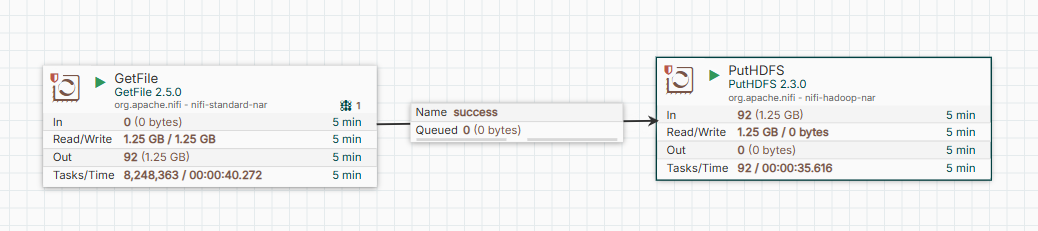 GetFile
GetFile 2.5.0
org.apache.nifi - nifi-standard-nar
1
In 0 (0 bytes) 5 min
Read/Write 1.25 GB / 1.25 GB 5 min
Out 92 (1.25 GB) 5 min
Tasks/Time 8,248,363 / 00:00:40.272 5 min
Name success
Queued 0 (0 bytes)
PutHDFS
PutHDFS 2.3.0
org.apache.nifi - nifi-hadoop-nar
In 92 (1.25 GB) 5 min
Read/Write 1.25 GB / 0 bytes 5 min
Out 0 (0 bytes) 5 min
Tasks/Time 92 / 00:00:35.616 5 min